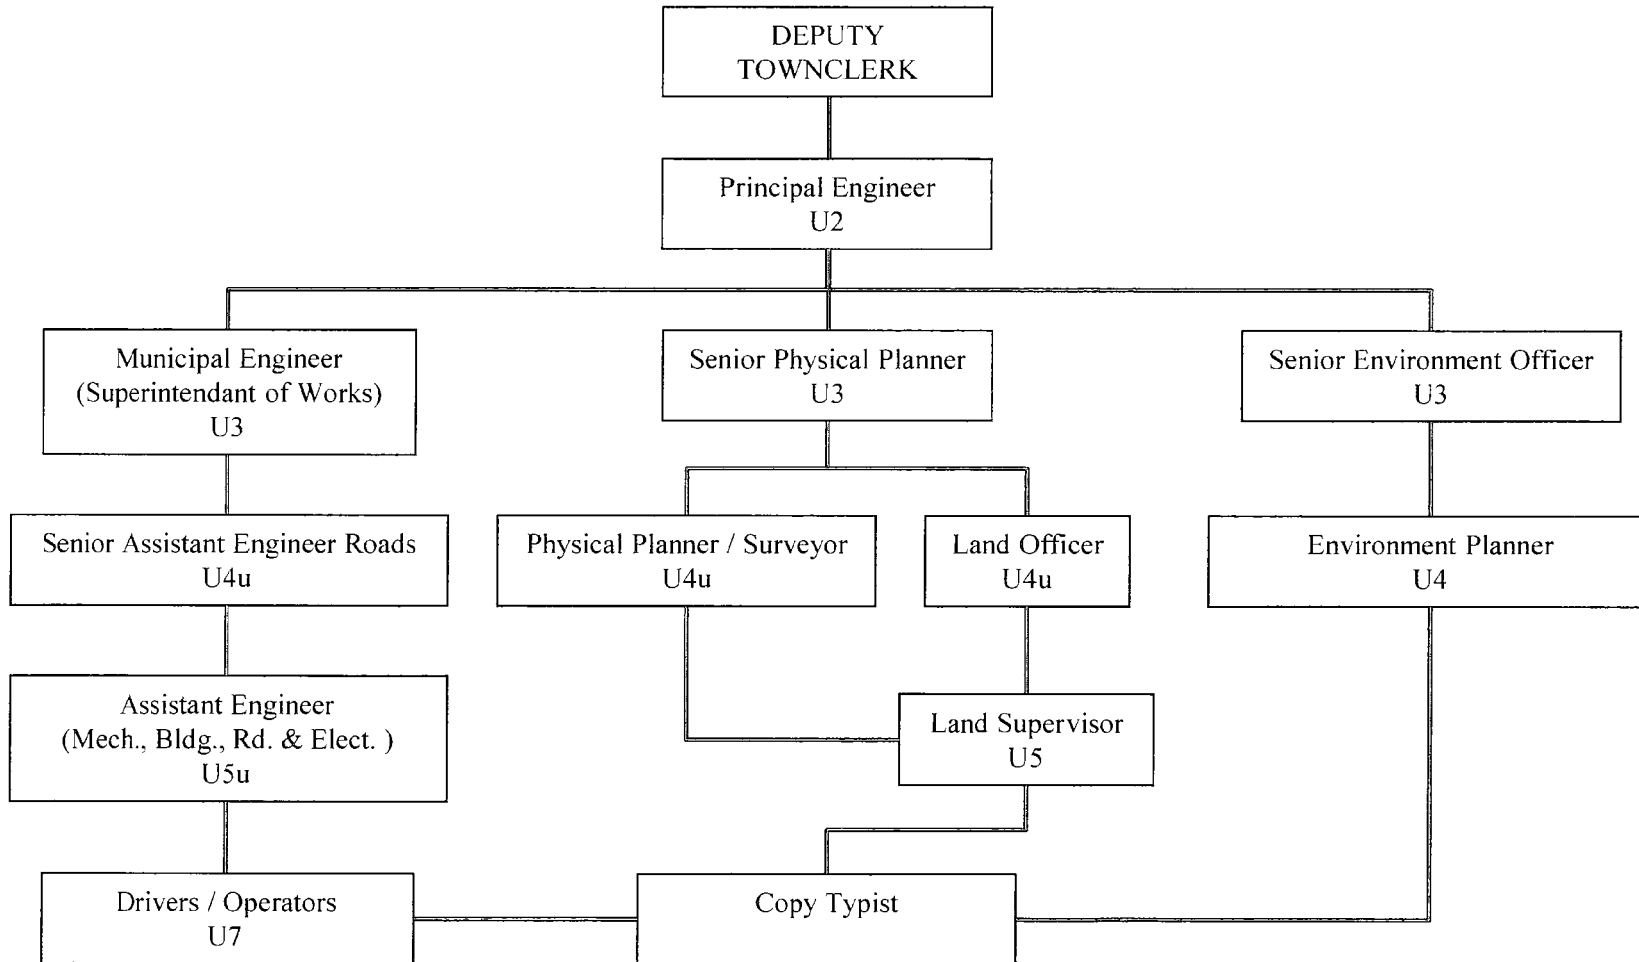 DEPUTY
TOWNCLERK
Principal Engineer
U2
Municipal Engineer
(Superintendant of Works)
U3
Senior Physical Planner
U3
Senior Environment Officer
U3
Senior Assistant Engineer Roads
U4u
Physical Planner / Surveyor
U4u
Land Officer
U4u
Environment Planner
U4
Assistant Engineer
(Mech., Bldg., Rd. & Elect. )
U5u
Land Supervisor
U5
Drivers / Operators
U7
Copy Typist